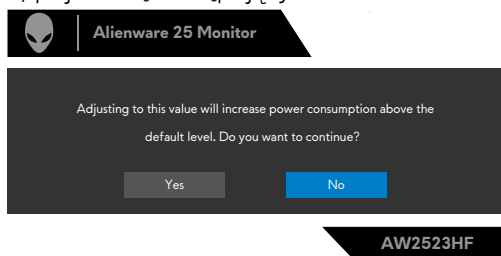 Alienware 25 Monitor
Adjusting to this value will increase power consumption above the
default level. Do you want to continue?
Yes
No
AW2523HF